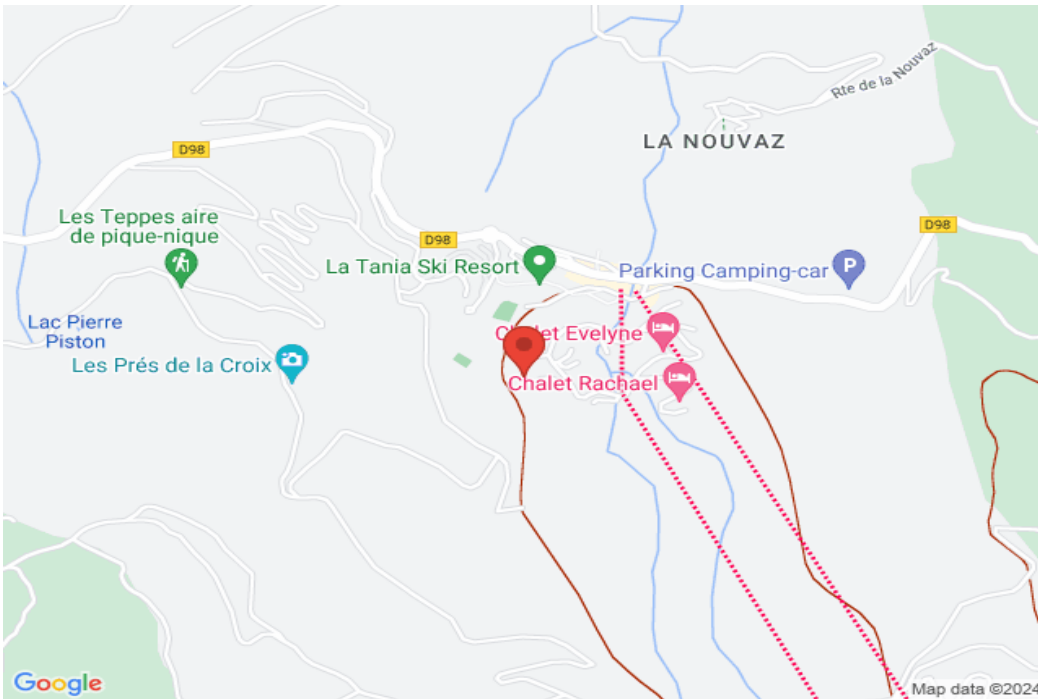 Rte de la Nouvaz
LA NOUVAZ
D98
Les Teppes aire
de pique-nique
D98
D98
La Tania Ski Resort
Parking Camping-car
P
Lac Pierre
Piston
Les Prés de la Croix
Chalet Evelyne
Chalet Rachael
Google
Map data ©2024